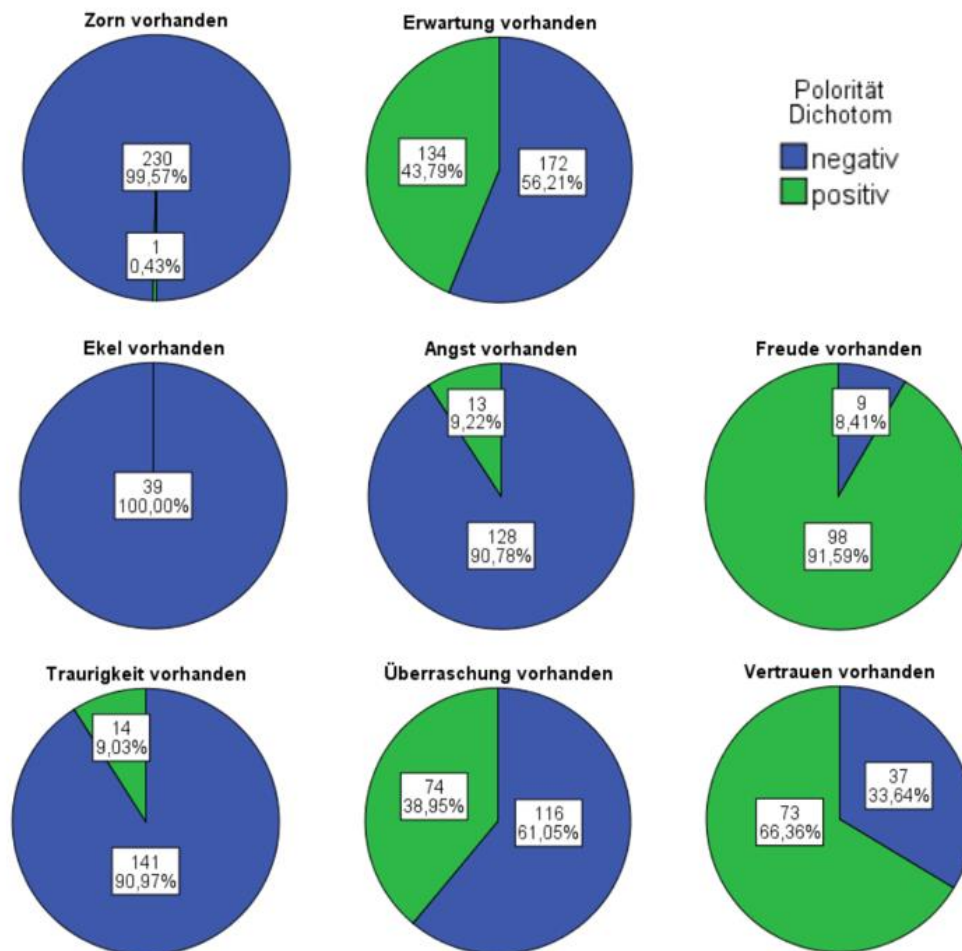 Zorn vorhanden
230
99,57%
1
0,43%
Erwartung vorhanden
134
43,79%
172
56,21%
Polorität
Dichotom
negativ
positiv
Ekel vorhanden
39
100,00%
Angst vorhanden
13
9,22%
128
90,78%
Freude vorhanden
9
8,41%
98
91,59%
Traurigkeit vorhanden
14
9,03%
141
90,97%
Überraschung vorhanden
74
38,95%
116
61,05%
Vertrauen vorhanden
37
33,64%
73
66,36%